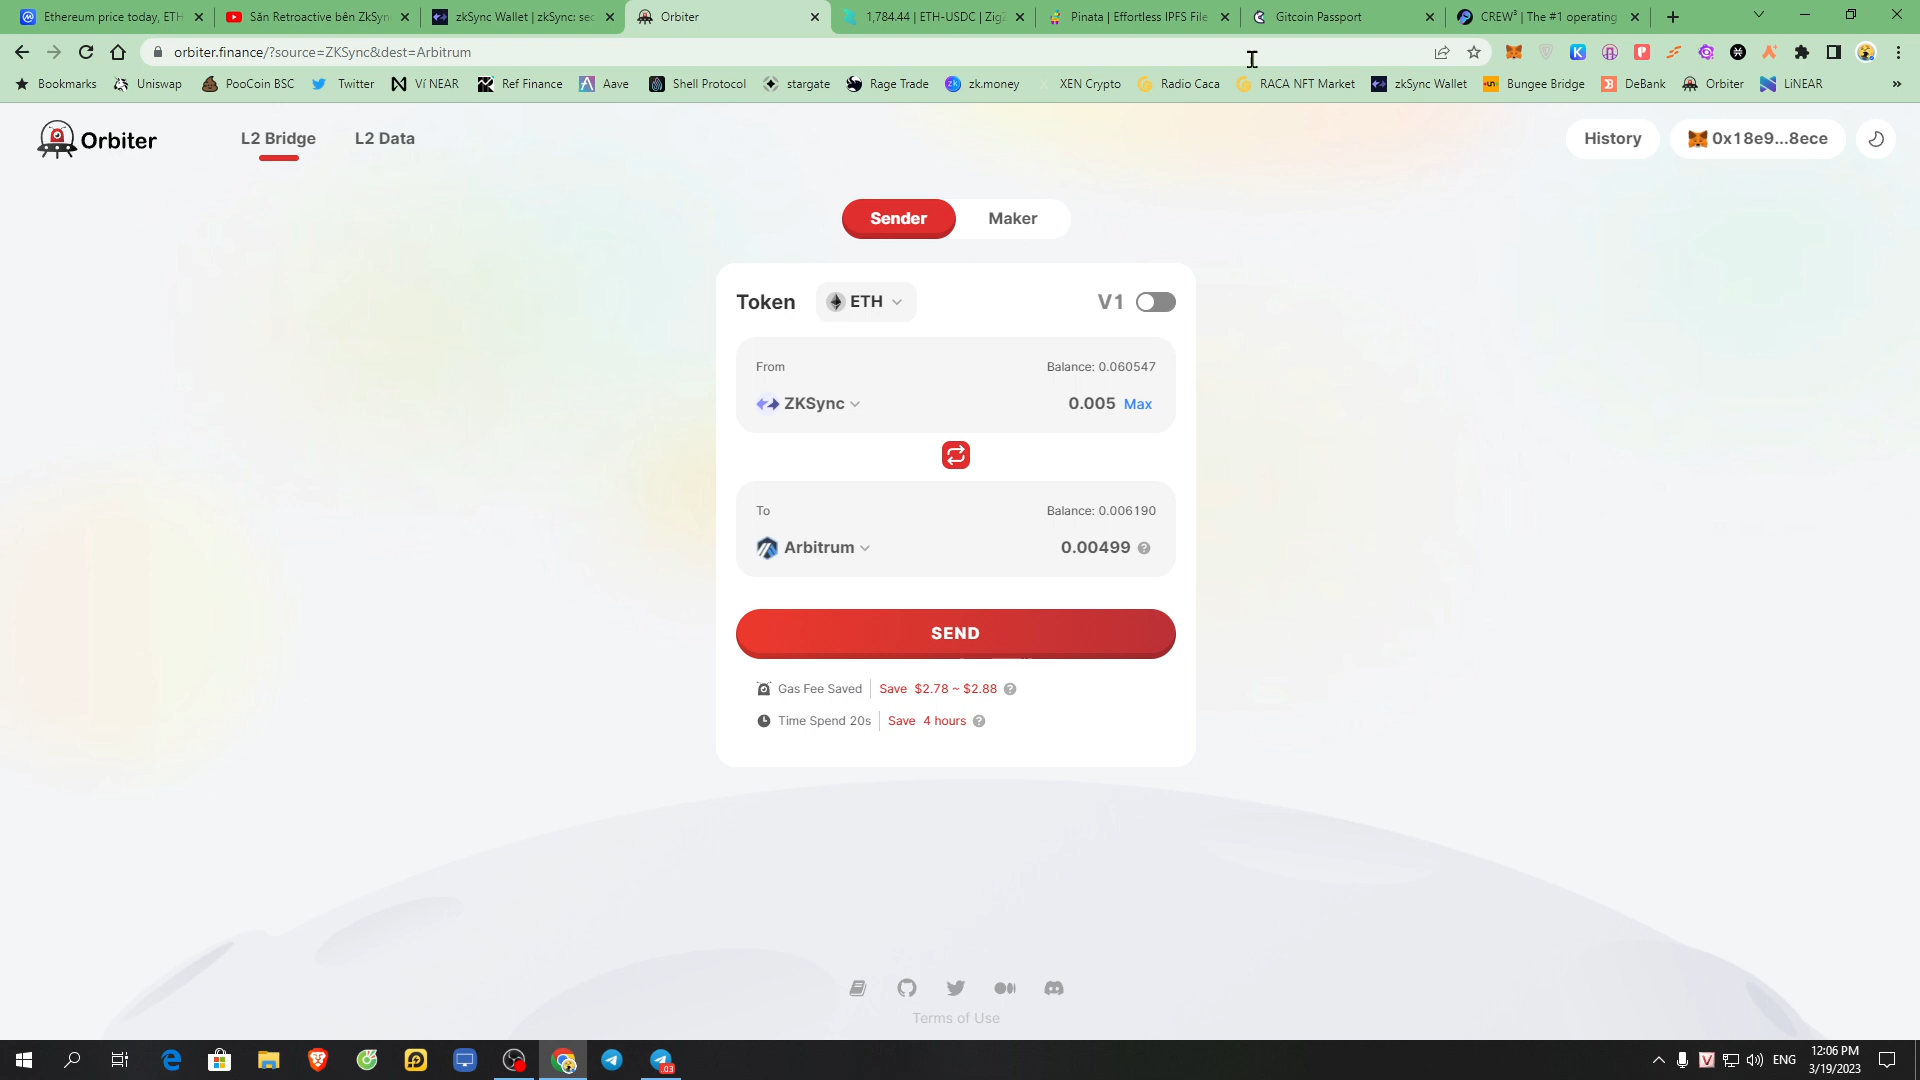 Ethereum price today, ETH
Săn Retroactive bên ZkSyn
zkSync Wallet | zkSync: sec
Orbiter
1,784.44 | ETH-USDC | ZigZ
Pinata | Effortless IPFS File
Gitcoin Passport
CREW³ | The #1 operating
orbiter.finance/?source=ZKSync&dest=Arbitrum
Bookmarks
Uniswap
PooCoin BSC
Twitter
Ví NEAR
Ref Finance
Aave
Shell Protocol
stargate
Rage Trade
zk.money
XEN Crypto
Radio Caca
RACA NFT Market
zkSync Wallet
Bungee Bridge
DeBank
Orbiter
LiNEAR
»
Orbiter
L2 Bridge
L2 Data
History
0x18e9...8ece
Sender
Maker
Token
ETH
V1
From
Balance: 0.060547
ZKSync
0.005 Max
To
Balance: 0.006190
Arbitrum
0.00499
SEND
Gas Fee Saved
Save $2.78 ~ $2.88
Time Spend 20s
Save 4 hours
Terms of Use
.03
ENG
12:06 PM
3/19/2023